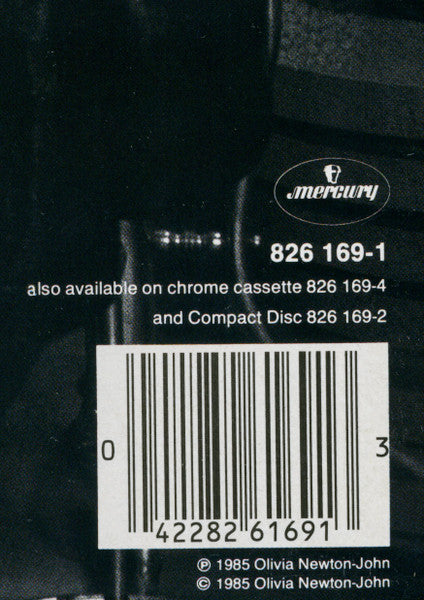 mercury
826 169-1
also available on chrome cassette 826 169-4
and Compact Disc 826 169-2
0 42282 61691 3
℗ 1985 Olivia Newton-John
© 1985 Olivia Newton-John